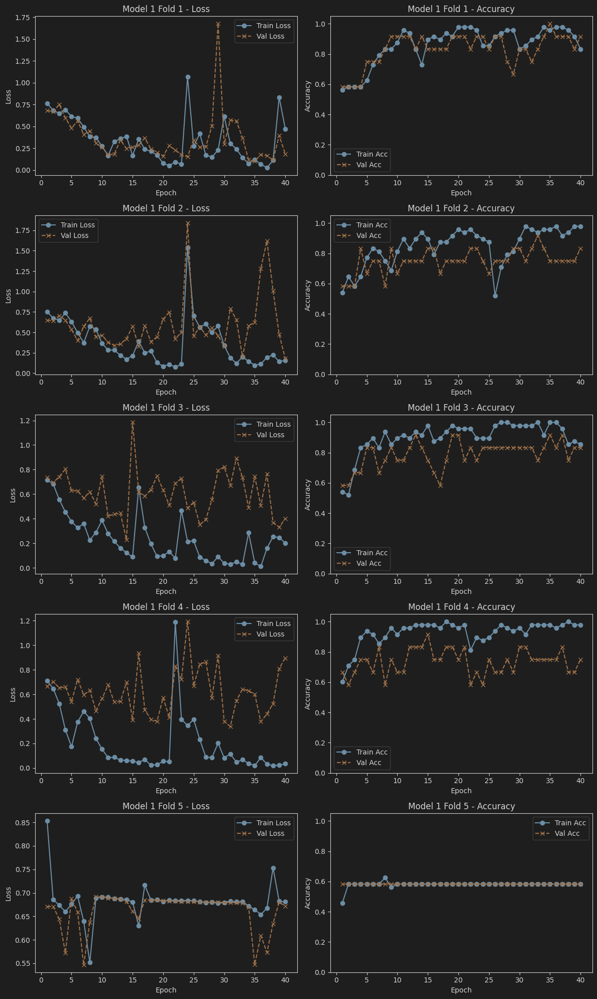 Model 1 Fold 1 - Loss
1.75
1.50
1.25
1.00
0.75
0.50
0.25
0.00
Loss
Train Loss
Val Loss
0 5 10 15 20 25 30 35 40
Epoch
Model 1 Fold 1 - Accuracy
1.0
0.8
0.6
0.4
0.2
0.0
Accuracy
Train Acc
Val Acc
0 5 10 15 20 25 30 35 40
Epoch
Model 1 Fold 2 - Loss
1.75
1.50
1.25
1.00
0.75
0.50
0.25
0.00
Loss
Train Loss
Val Loss
0 5 10 15 20 25 30 35 40
Epoch
Model 1 Fold 2 - Accuracy
1.0
0.8
0.6
0.4
0.2
0.0
Accuracy
Train Acc
Val Acc
0 5 10 15 20 25 30 35 40
Epoch
Model 1 Fold 3 - Loss
1.2
1.0
0.8
0.6
0.4
0.2
0.0
Loss
Train Loss
Val Loss
0 5 10 15 20 25 30 35 40
Epoch
Model 1 Fold 3 - Accuracy
1.0
0.8
0.6
0.4
0.2
0.0
Accuracy
Train Acc
Val Acc
0 5 10 15 20 25 30 35 40
Epoch
Model 1 Fold 4 - Loss
1.2
1.0
0.8
0.6
0.4
0.2
0.0
Loss
Train Loss
Val Loss
0 5 10 15 20 25 30 35 40
Epoch
Model 1 Fold 4 - Accuracy
1.0
0.8
0.6
0.4
0.2
0.0
Accuracy
Train Acc
Val Acc
0 5 10 15 20 25 30 35 40
Epoch
Model 1 Fold 5 - Loss
0.85
0.80
0.75
0.70
0.65
0.60
0.55
Loss
Train Loss
Val Loss
0 5 10 15 20 25 30 35 40
Epoch
Model 1 Fold 5 - Accuracy
1.0
0.8
0.6
0.4
0.2
0.0
Accuracy
Train Acc
Val Acc
0 5 10 15 20 25 30 35 40
Epoch